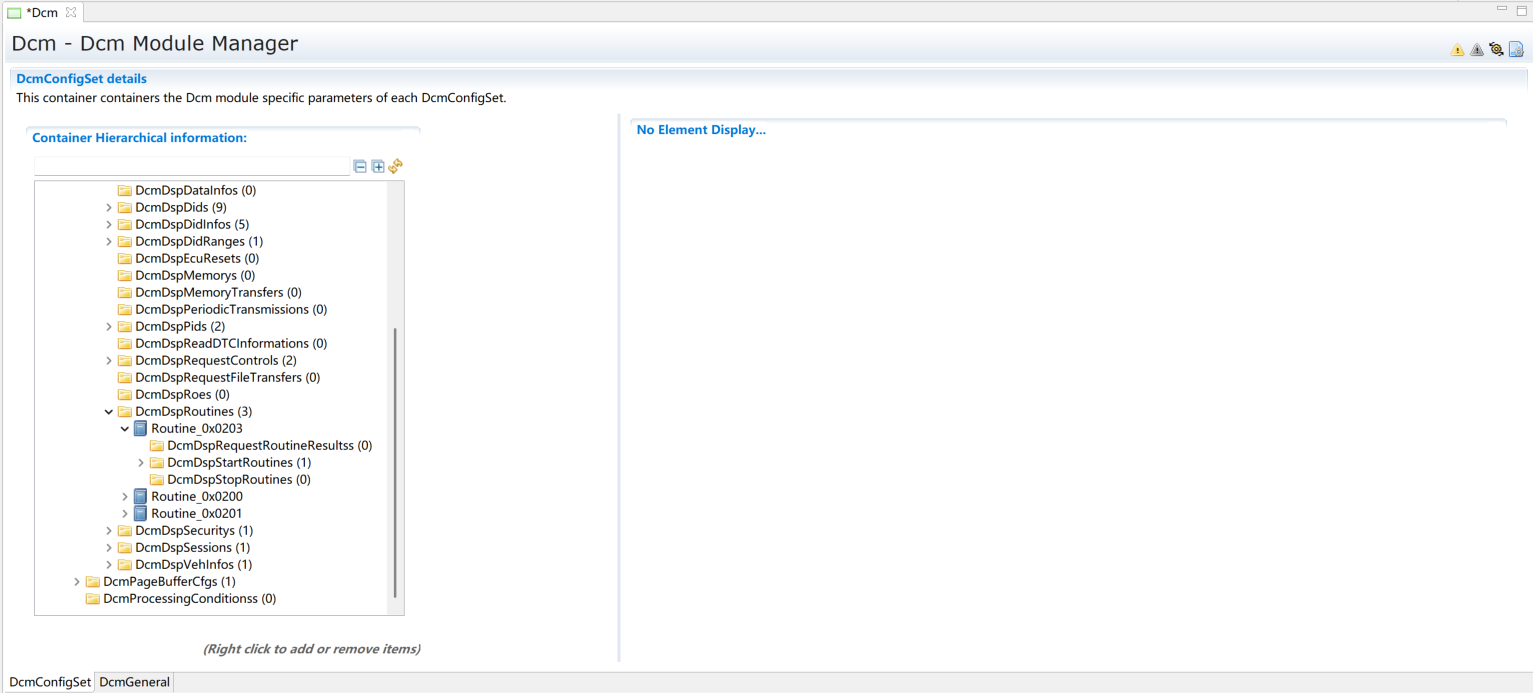 *Dcm
Dcm - Dcm Module Manager
DcmConfigSet details
This container containers the Dcm module specific parameters of each DcmConfigSet.
Container Hierarchical information:
No Element Display...
DcmDspDataInfos (0)
DcmDspDids (9)
DcmDspDidInfos (5)
DcmDspDidRanges (1)
DcmDspEcuResets (0)
DcmDspMemorys (0)
DcmDspMemoryTransfers (0)
DcmDspPeriodicTransmissions (0)
DcmDspPids (2)
DcmDspReadDTCInformations (0)
DcmDspRequestControls (2)
DcmDspRequestFileTransfers (0)
DcmDspRoes (0)
DcmDspRoutines (3)
Routine_0x0203
DcmDspRequestRoutineResultss (0)
DcmDspStartRoutines (1)
DcmDspStopRoutines (0)
Routine_0x0200
Routine_0x0201
DcmDspSecuritys (1)
DcmDspSessions (1)
DcmDspVehInfos (1)
DcmPageBufferCfgs (1)
DcmProcessingConditionss (0)
(Right click to add or remove items)
DcmConfigSet DcmGeneral